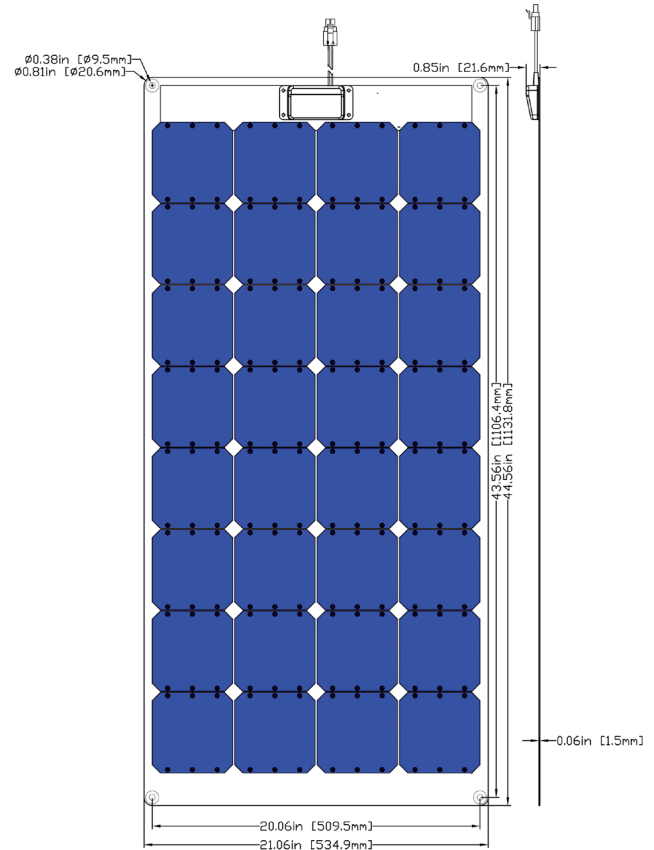 Ø0.38in [Ø9.5mm]
Ø0.81in [Ø20.6mm]
0.85in [21.6mm]
43.56in [1106.4mm]
44.56in [1131.8mm]
0.06in [1.5mm]
20.06in [509.5mm]
21.06in [534.9mm]